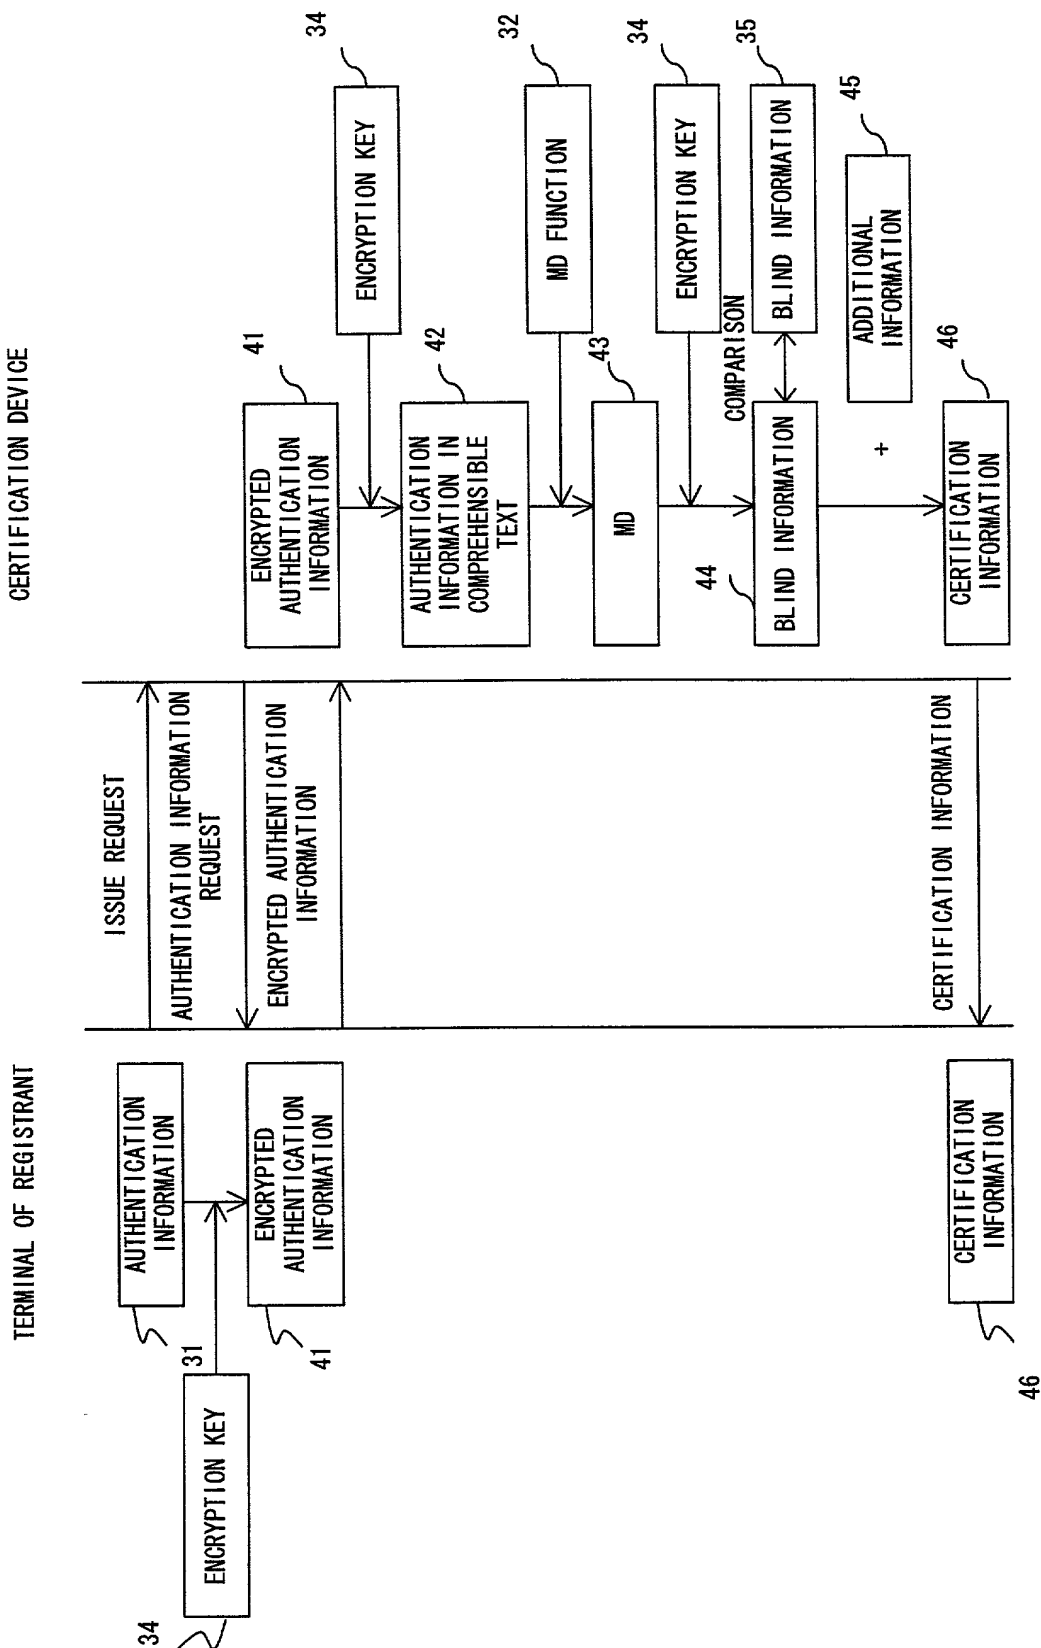 TERMINAL OF REGISTRANT
CERTIFICATION DEVICE
ISSUE REQUEST
AUTHENTICATION
INFORMATION
31
34
ENCRYPTION KEY
AUTHENTICATION INFORMATION
REQUEST
ENCRYPTED
AUTHENTICATION
INFORMATION
41
ENCRYPTED AUTHENTICATION
INFORMATION
ENCRYPTED
AUTHENTICATION
INFORMATION
41
ENCRYPTION KEY
34
AUTHENTICATION
INFORMATION IN
COMPREHENSIBLE
TEXT
42
MD FUNCTION
32
MD
43
ENCRYPTION KEY
34
COMPARISON
44
BLIND INFORMATION
BLIND INFORMATION
35
+
ADDITIONAL
INFORMATION
45
CERTIFICATION INFORMATION
CERTIFICATION
INFORMATION
46
CERTIFICATION
INFORMATION
46